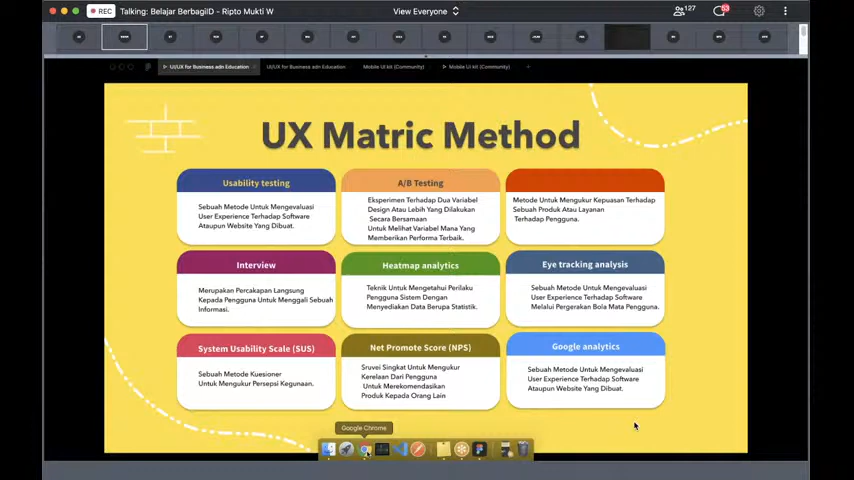 REC
Talking: Belajar BerbagiID - Ripto Mukti W
View Everyone
127
53
UI/UX for Business adn Education
UI/UX for Business adn Education
Mobile UI kit (Community)
Mobile UI kit (Community)
UX Matric Method
Usability testing
Sebuah Metode Untuk Mengevaluasi
User Experience Terhadap Software
Ataupun Website Yang Dibuat.
A/B Testing
Eksperimen Terhadap Dua Variabel
Design Atau Lebih Yang Dilakukan
Secara Bersamaan
Untuk Melihat Variabel Mana Yang
Memberikan Performa Terbaik.
Metode Untuk Mengukur Kepuasan Terhadap
Sebuah Produk Atau Layanan
Terhadap Pengguna.
Interview
Merupakan Percakapan Langsung
Kepada Pengguna Untuk Menggali Sebuah
Informasi.
Heatmap analytics
Teknik Untuk Mengetahui Perilaku
Pengguna Sistem Dengan
Menyediakan Data Berupa Statistik.
Eye tracking analysis
Sebuah Metode Untuk Mengevaluasi
User Experience Terhadap Software
Melalui Pergerakan Bola Mata Pengguna.
System Usability Scale (SUS)
Sebuah Metode Kuesioner
Untuk Mengukur Persepsi Kegunaan.
Net Promote Score (NPS)
Sruvei Singkat Untuk Mengukur
Kerelaan Dari Pengguna
Untuk Merekomendasikan
Produk Kepada Orang Lain
Google analytics
Sebuah Metode Untuk Mengevaluasi
User Experience Terhadap Software
Ataupun Website Yang Dibuat.
Google Chrome